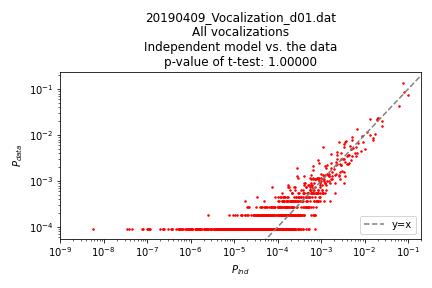 20190409_Vocalization_d01.dat
All vocalizations
Independent model vs. the data
p-value of t-test: 1.00000
10⁻¹
10⁻²
10⁻³
10⁻⁴
P_data
y=x
10⁻⁹ 10⁻⁸ 10⁻⁷ 10⁻⁶ 10⁻⁵ 10⁻⁴ 10⁻³ 10⁻² 10⁻¹
P_ind